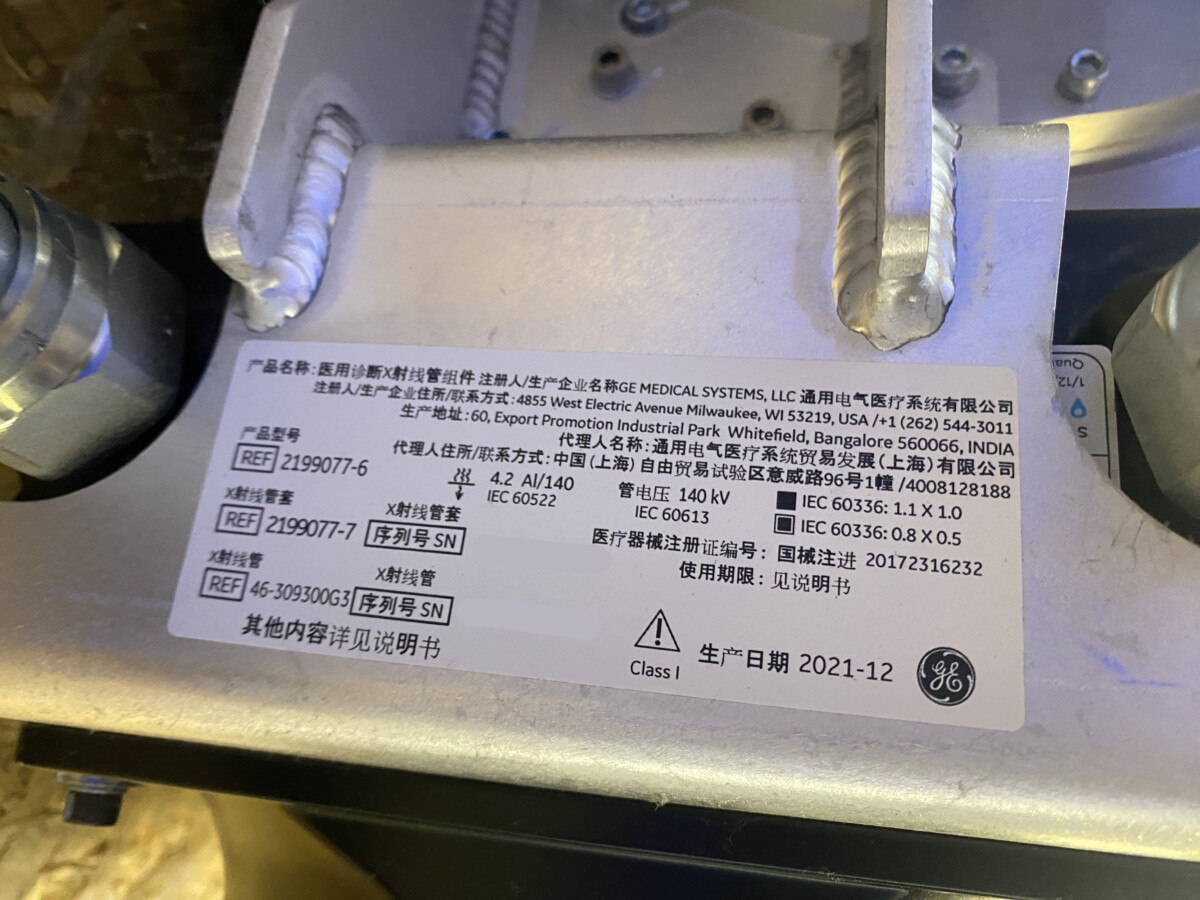 产品名称: 医用诊断X射线管组件 注册人/生产企业名称GE MEDICAL SYSTEMS, LLC 通用电气医疗系统有限公司
注册人/生产企业住所/联系方式: 4855 West Electric Avenue Milwaukee, WI 53219, USA /+1 (262) 544-3011
生产地址: 60, Export Promotion Industrial Park Whitefield, Bangalore 560066, INDIA
代理人名称: 通用电气医疗系统贸易发展(上海)有限公司
代理人住所/联系方式: 中国(上海)自由贸易试验区意威路96号1幢/4008128188
产品型号
REF 2199077-6
4.2 Al/140
IEC 60522
管电压 140 kV
IEC 60613
IEC 60336: 1.1 X 1.0
IEC 60336: 0.8 X 0.5
X射线管套
REF 2199077-7
X射线管套
序列号 SN
医疗器械注册证编号: 国械注进 20172316232
使用期限: 见说明书
X射线管
REF 46-309300G3
X射线管
序列号 SN
其他内容详见说明书
Class I
生产日期 2021-12
GE
Qual
1/12
S